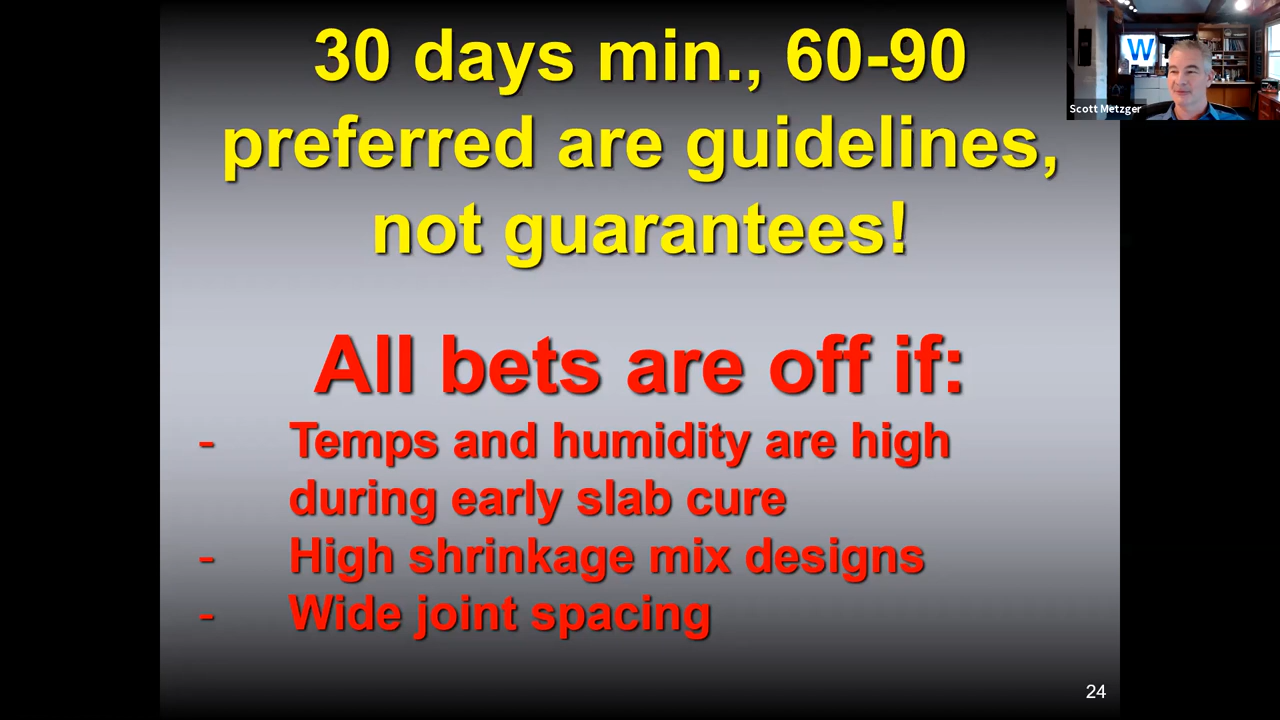 30 days min., 60-90
preferred are guidelines,
not guarantees!
All bets are off if:
- Temps and humidity are high
during early slab cure
- High shrinkage mix designs
- Wide joint spacing
24
W
Scott Metzger